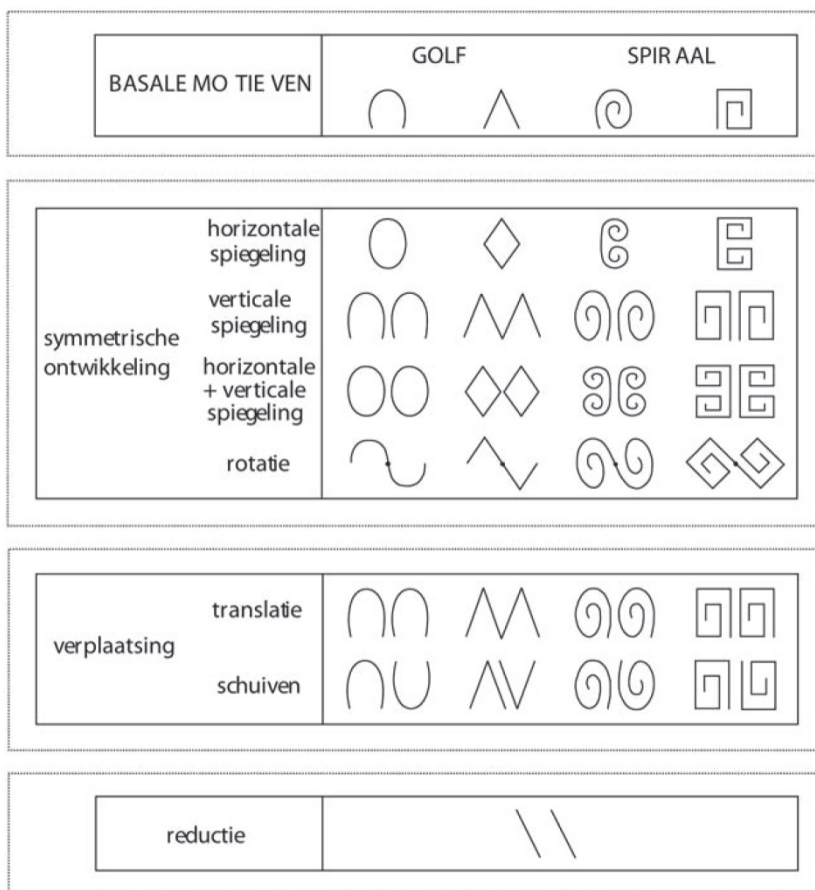 GOLF SPIR AAL
BASALE MO TIE VEN
horizontale
spiegeling
verticale
spiegeling
symmetrische
ontwikkeling
horizontale
+ verticale
spiegeling
rotatie
translatie
verplaatsing
schuiven
reductie